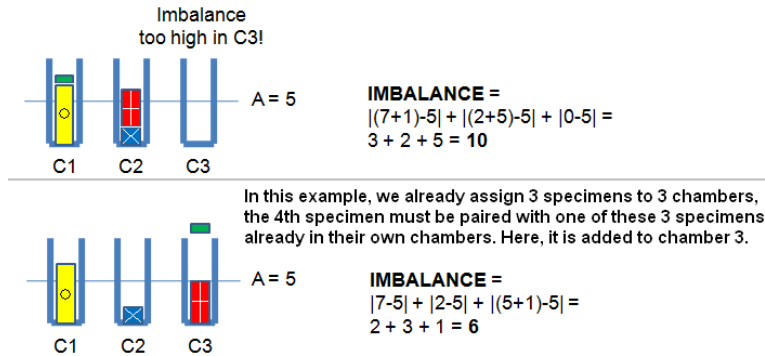 Imbalance
too high in C3!
A = 5
C1 C2 C3
IMBALANCE =
|(7+1)-5| + |(2+5)-5| + |0-5| =
3 + 2 + 5 = 10
In this example, we already assign 3 specimens to 3 chambers,
the 4th specimen must be paired with one of these 3 specimens
already in their own chambers. Here, it is added to chamber 3.
A = 5
C1 C2 C3
IMBALANCE =
|7-5| + |2-5| + |(5+1)-5| =
2 + 3 + 1 = 6